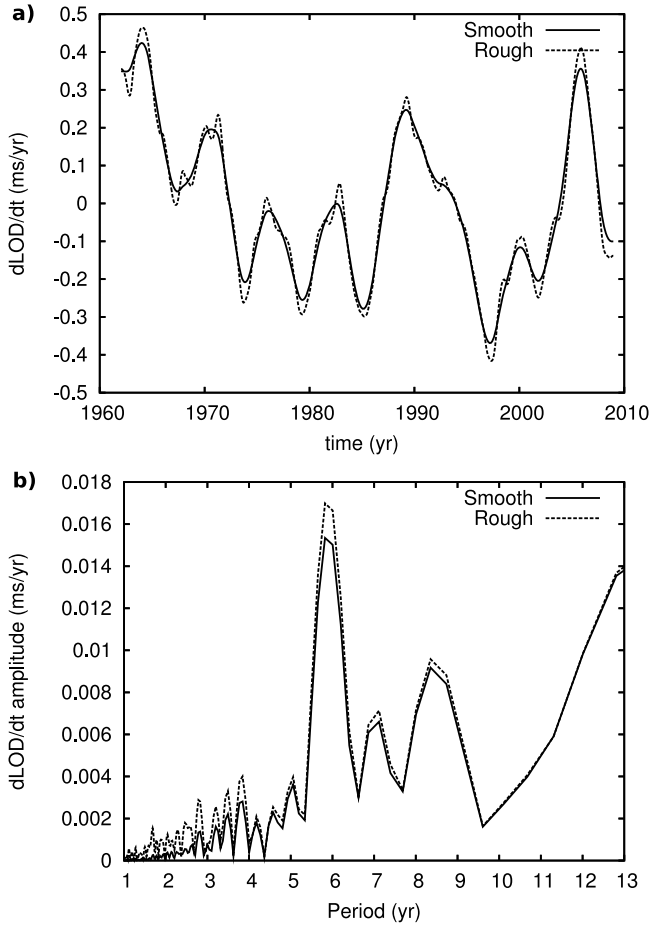 a)
0.5
0.4
0.3
0.2
0.1
0
-0.1
-0.2
-0.3
-0.4
-0.5
dLOD/dt (ms/yr)
Smooth
Rough
1960 1970 1980 1990 2000 2010
time (yr)
b)
0.018
0.016
0.014
0.012
0.01
0.008
0.006
0.004
0.002
0
dLOD/dt amplitude (ms/yr)
Smooth
Rough
1 2 3 4 5 6 7 8 9 10 11 12 13
Period (yr)